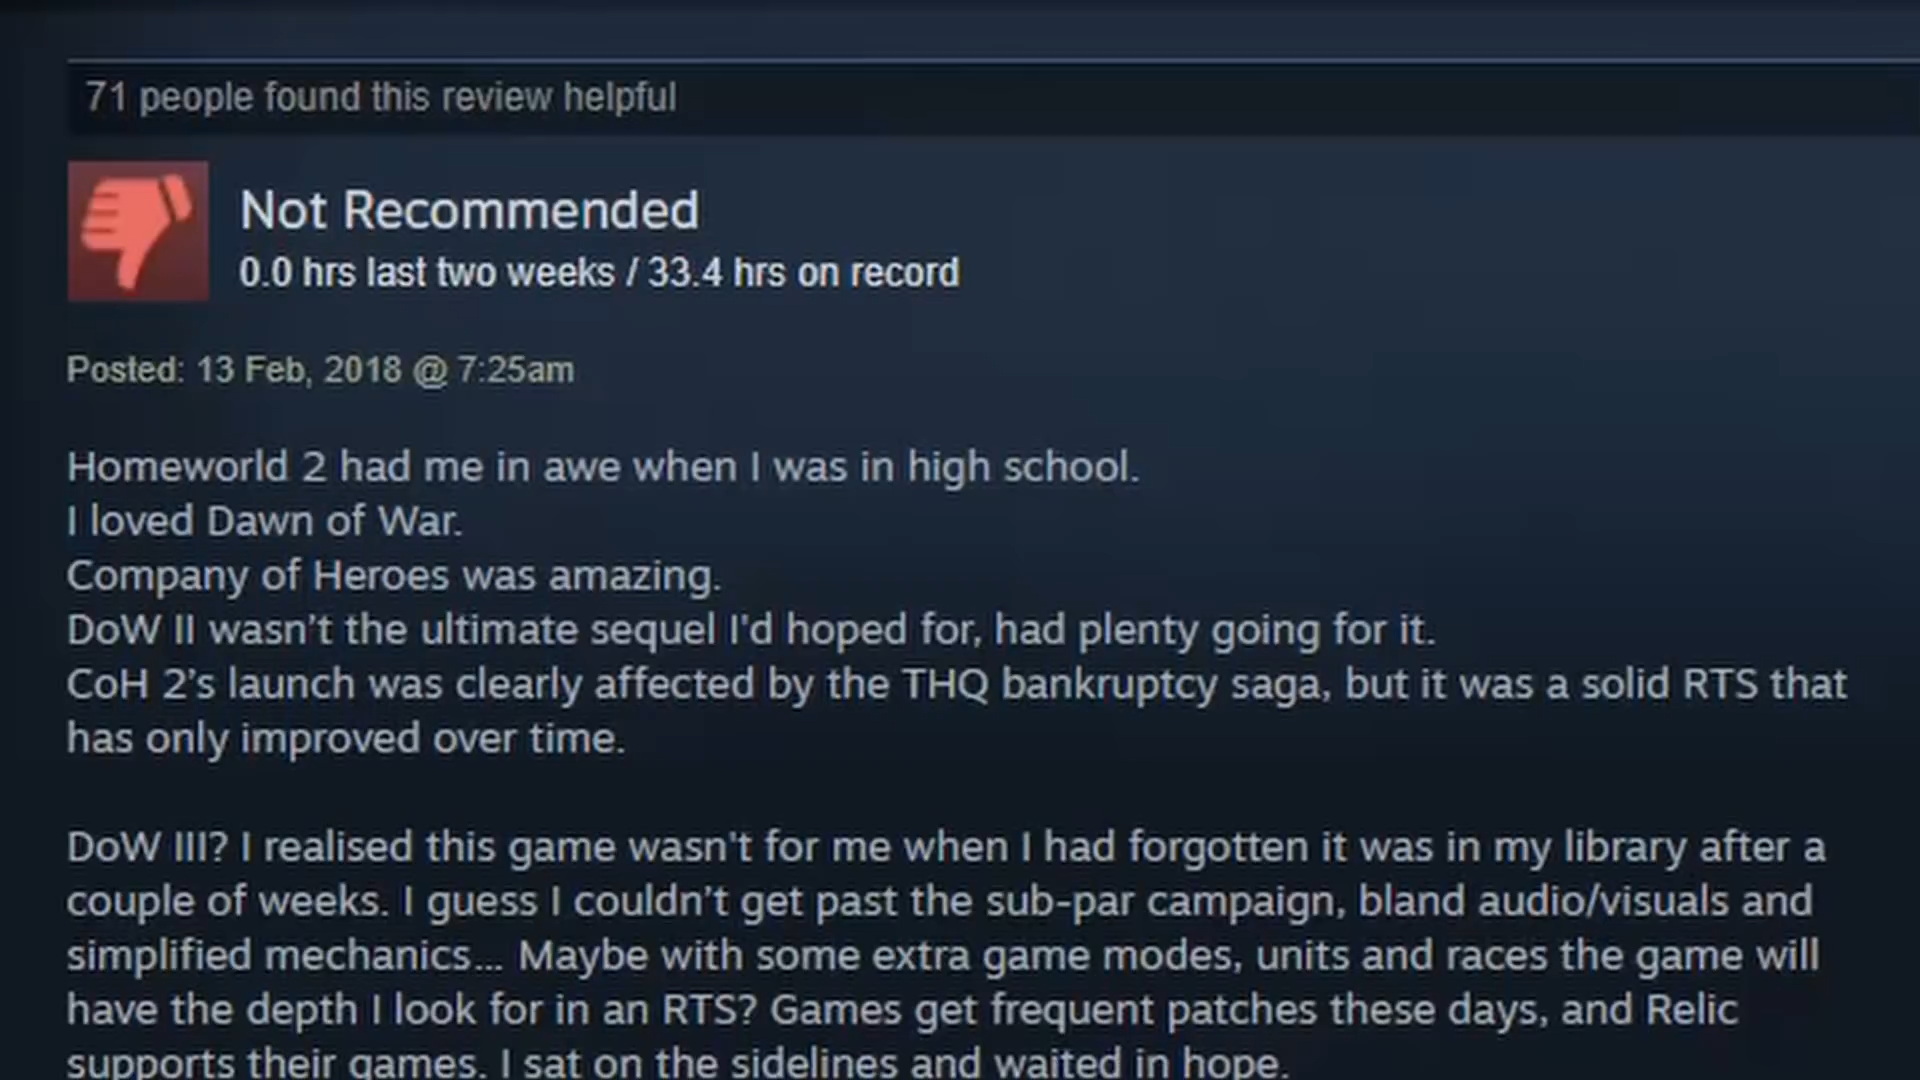 71 people found this review helpful
Not Recommended
0.0 hrs last two weeks / 33.4 hrs on record
Posted: 13 Feb, 2018 @ 7:25am
Homeworld 2 had me in awe when I was in high school.
I loved Dawn of War.
Company of Heroes was amazing.
DoW II wasn’t the ultimate sequel I'd hoped for, had plenty going for it.
CoH 2’s launch was clearly affected by the THQ bankruptcy saga, but it was a solid RTS that
has only improved over time.
DoW III? I realised this game wasn't for me when I had forgotten it was in my library after a
couple of weeks. I guess I couldn’t get past the sub-par campaign, bland audio/visuals and
simplified mechanics... Maybe with some extra game modes, units and races the game will
have the depth I look for in an RTS? Games get frequent patches these days, and Relic
supports their games. I sat on the sidelines and waited in hope.